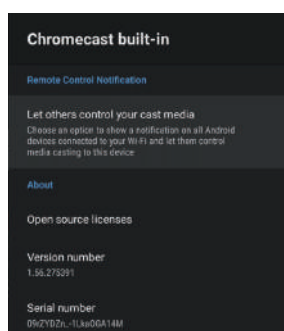 Chromecast built-in
Remote Control Notification
Let others control your cast media
Choose an option to show a notification on all Android
devices connected to your Wi-Fi and let them control
media casting to this device
About
Open source licenses
Version number
1.56.275391
Serial number